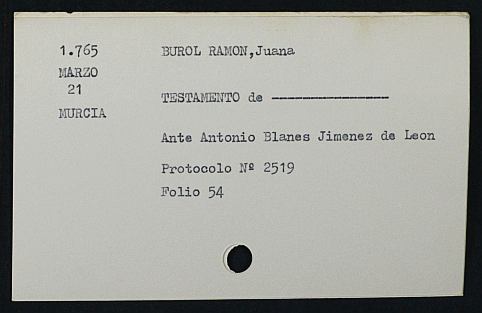 1.765 BUROL RAMON,Juana
MARZO
21
TESTAMENTO de ---------------
MURCIA
Ante Antonio Blanes Jimenez de Leon
Protocolo Nº 2519
Folio 54